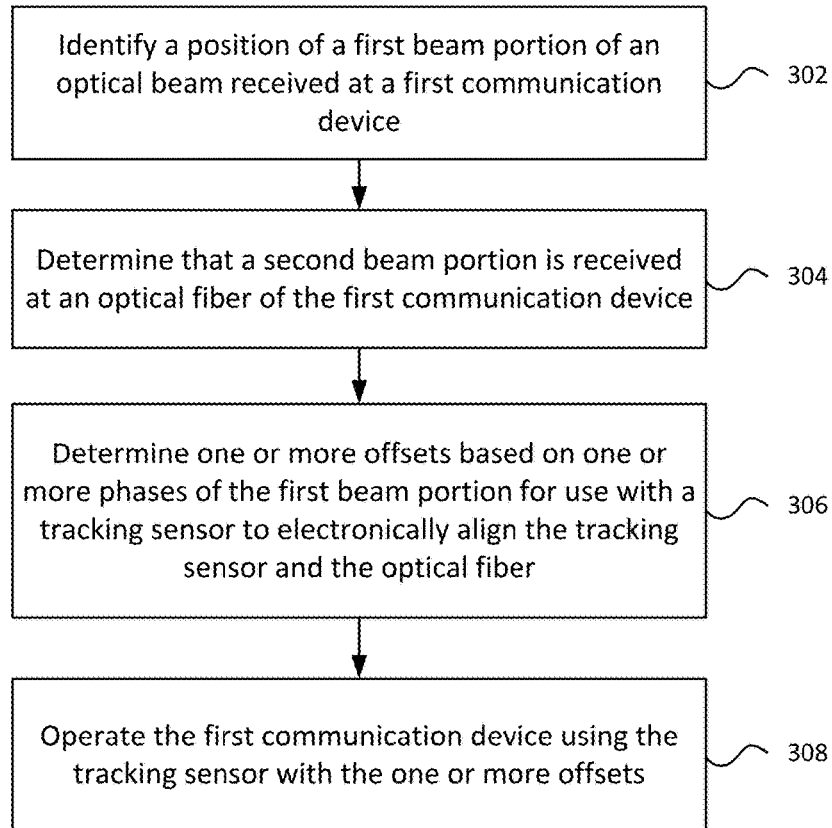 Identify a position of a first beam portion of an
optical beam received at a first communication
device
302
Determine that a second beam portion is received
at an optical fiber of the first communication device
304
Determine one or more offsets based on one or
more phases of the first beam portion for use with a
tracking sensor to electronically align the tracking
sensor and the optical fiber
306
Operate the first communication device using the
tracking sensor with the one or more offsets
308